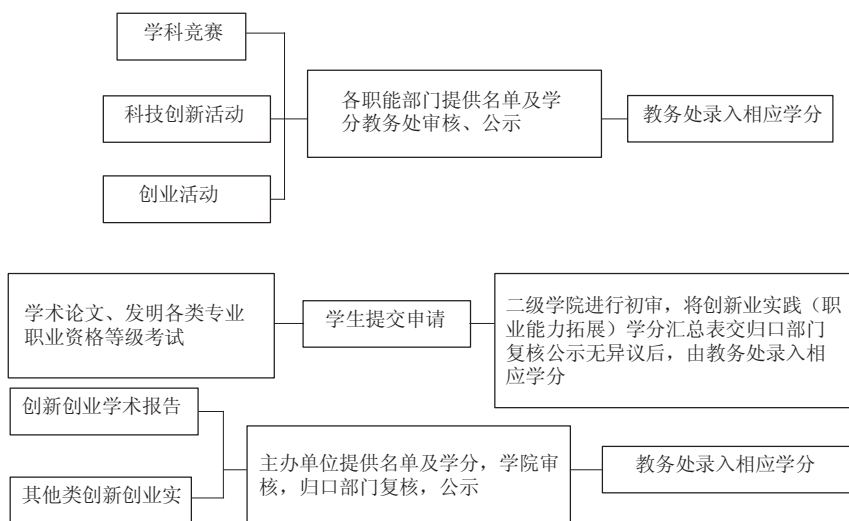 学科竞赛
科技创新活动
创业活动
各职能部门提供名单及学
分教务处审核、公示
教务处录入相应学分
学术论文、发明各类专业
职业资格等级考试
学生提交申请
二级学院进行初审，将创新业实践（职
业能力拓展）学分汇总表交归口部门
复核公示无异议后，由教务处录入相
应学分
创新创业学术报告
其他类创新创业实
主办单位提供名单及学分，学院审
核，归口部门复核，公示
教务处录入相应学分